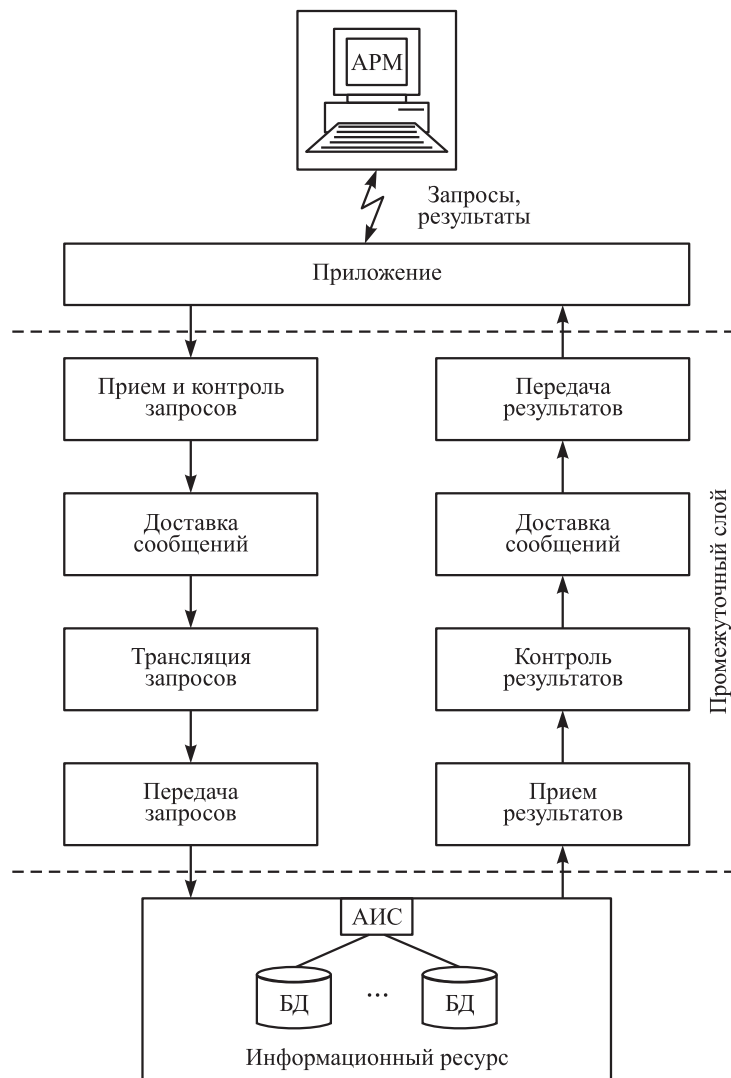 АРМ
Запросы,
результаты
Приложение
Прием и контроль
запросов
Передача
результатов
Доставка
сообщений
Доставка
сообщений
Трансляция
запросов
Контроль
результатов
Передача
запросов
Прием
результатов
Промежуточный слой
АИС
БД
...
БД
Информационный ресурс